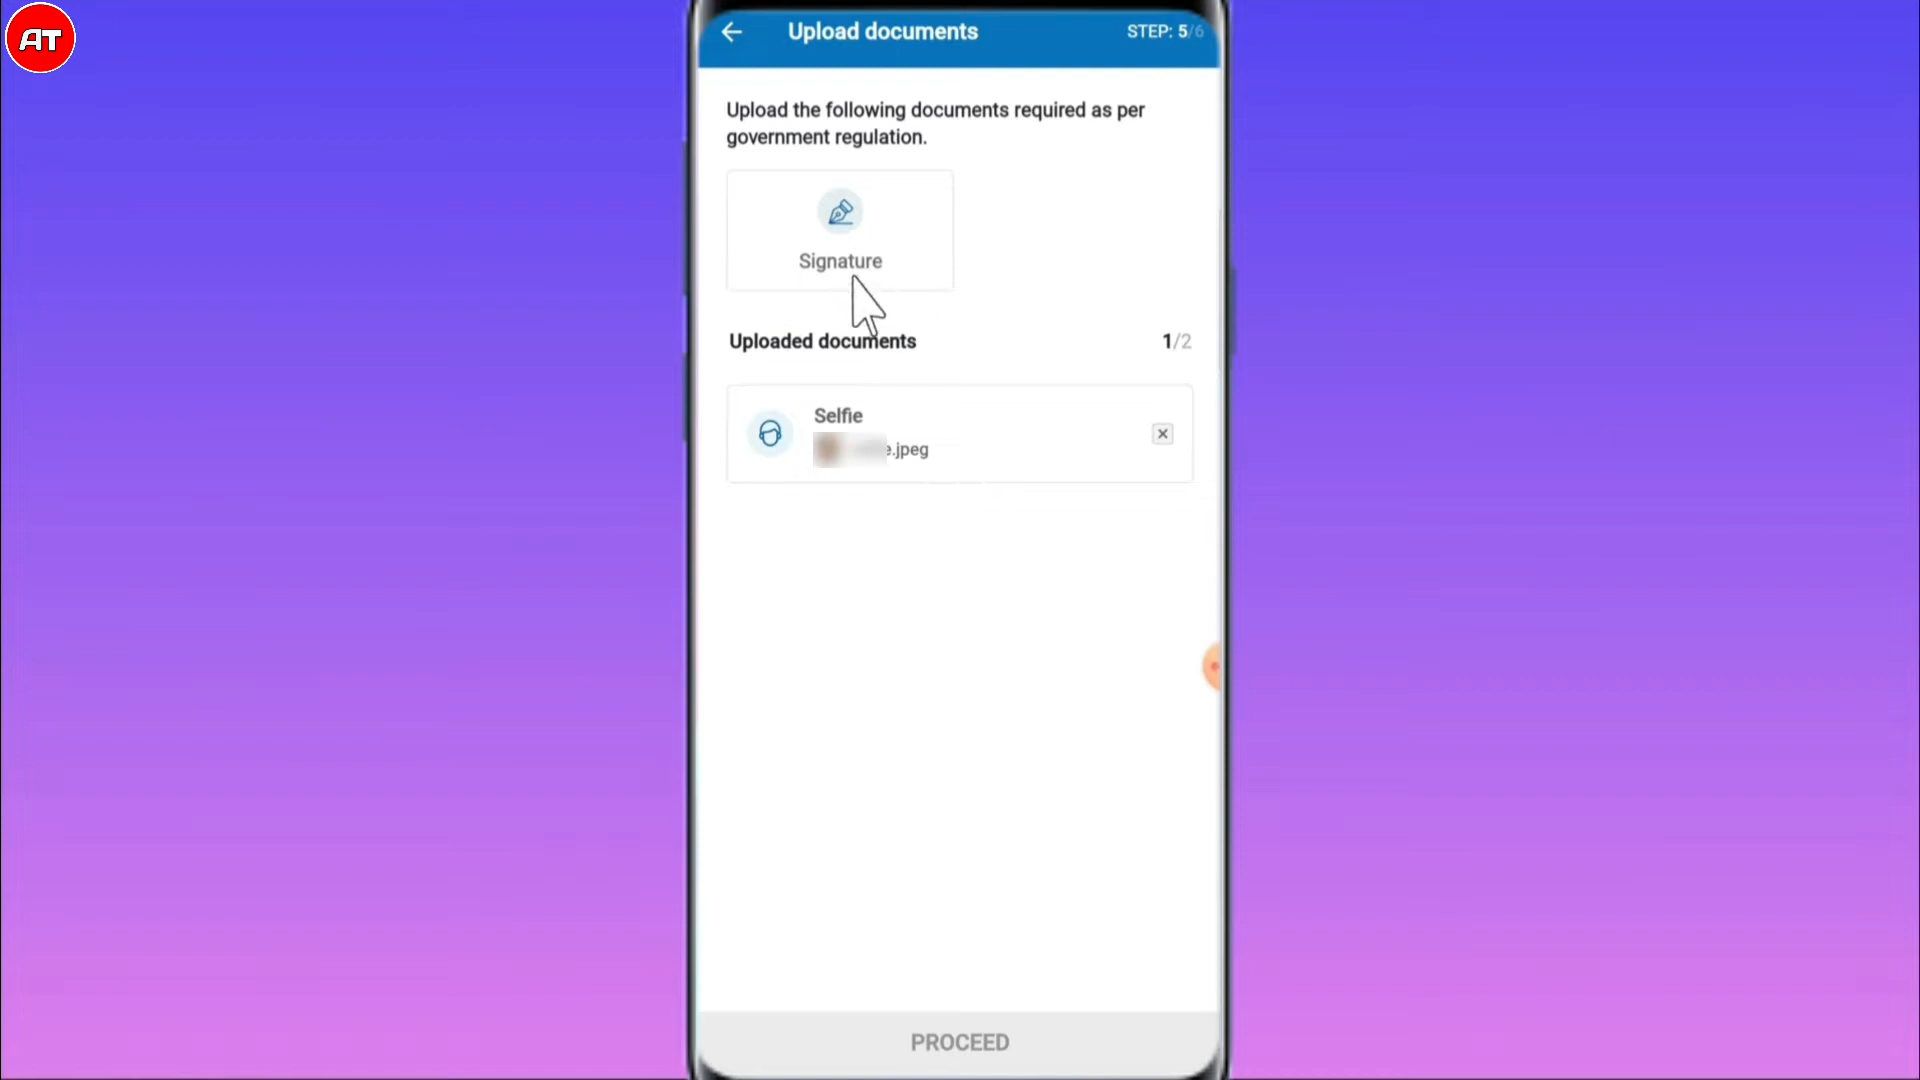 AT
Upload documents
STEP: 5/6
Upload the following documents required as per
government regulation.
Signature
Uploaded documents
1/2
Selfie
e.jpeg
PROCEED